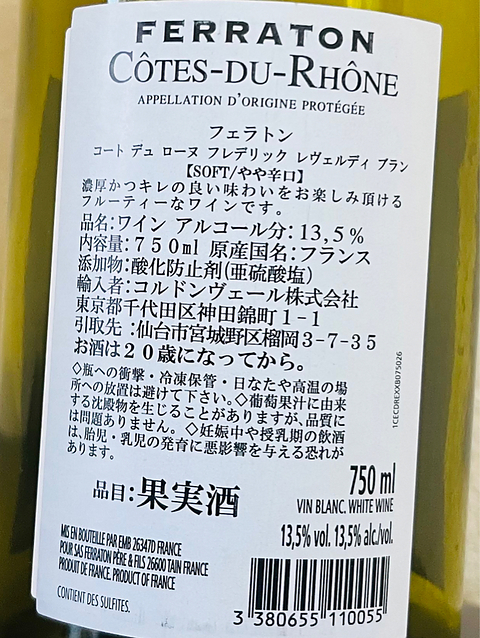 FERRATON
CÔTES-DU-RHÔNE
APPELLATION D'ORIGINE PROTÉGÉE
フェラトン
コート デュ ローヌ フレデリック レヴェルディ ブラン
【SOFT/やや辛口】
濃厚かつキレの良い味わいをお楽しみ頂ける
フルーティーなワインです。
品名:ワイン アルコール分:13,5%
内容量:750ml 原産国名:フランス
添加物:酸化防止剤(亜硫酸塩)
輸入者:コルドンヴェール株式会社
東京都千代田区神田錦町1-1
引取先 :仙台市宮城野区榴岡3-7-35
お酒は20歳になってから。
◇瓶への衝撃・冷凍保管・日なたや高温の場
所への放置は避けて下さい。◇葡萄果汁に由来
する沈殿物を生じることがありますが、品質に
は問題ありません。◇妊娠中や授乳期の飲酒
は、胎児・乳児の発育に悪影響を与える恐れが
あります。
1CECDREXXB075026
品目:果実酒
750 ml
VIN BLANC. WHITE WINE
13,5% vol. 13,5% alc./vol.
MIS EN BOUTEILLE PAR EMB 26347D FRANCE
POUR SAS FERRATON PÈRE & FILS 26600 TAIN FRANCE
PRODUIT DE FRANCE. PRODUCT OF FRANCE
CONTIENT DES SULFITES.
3 380655 110055